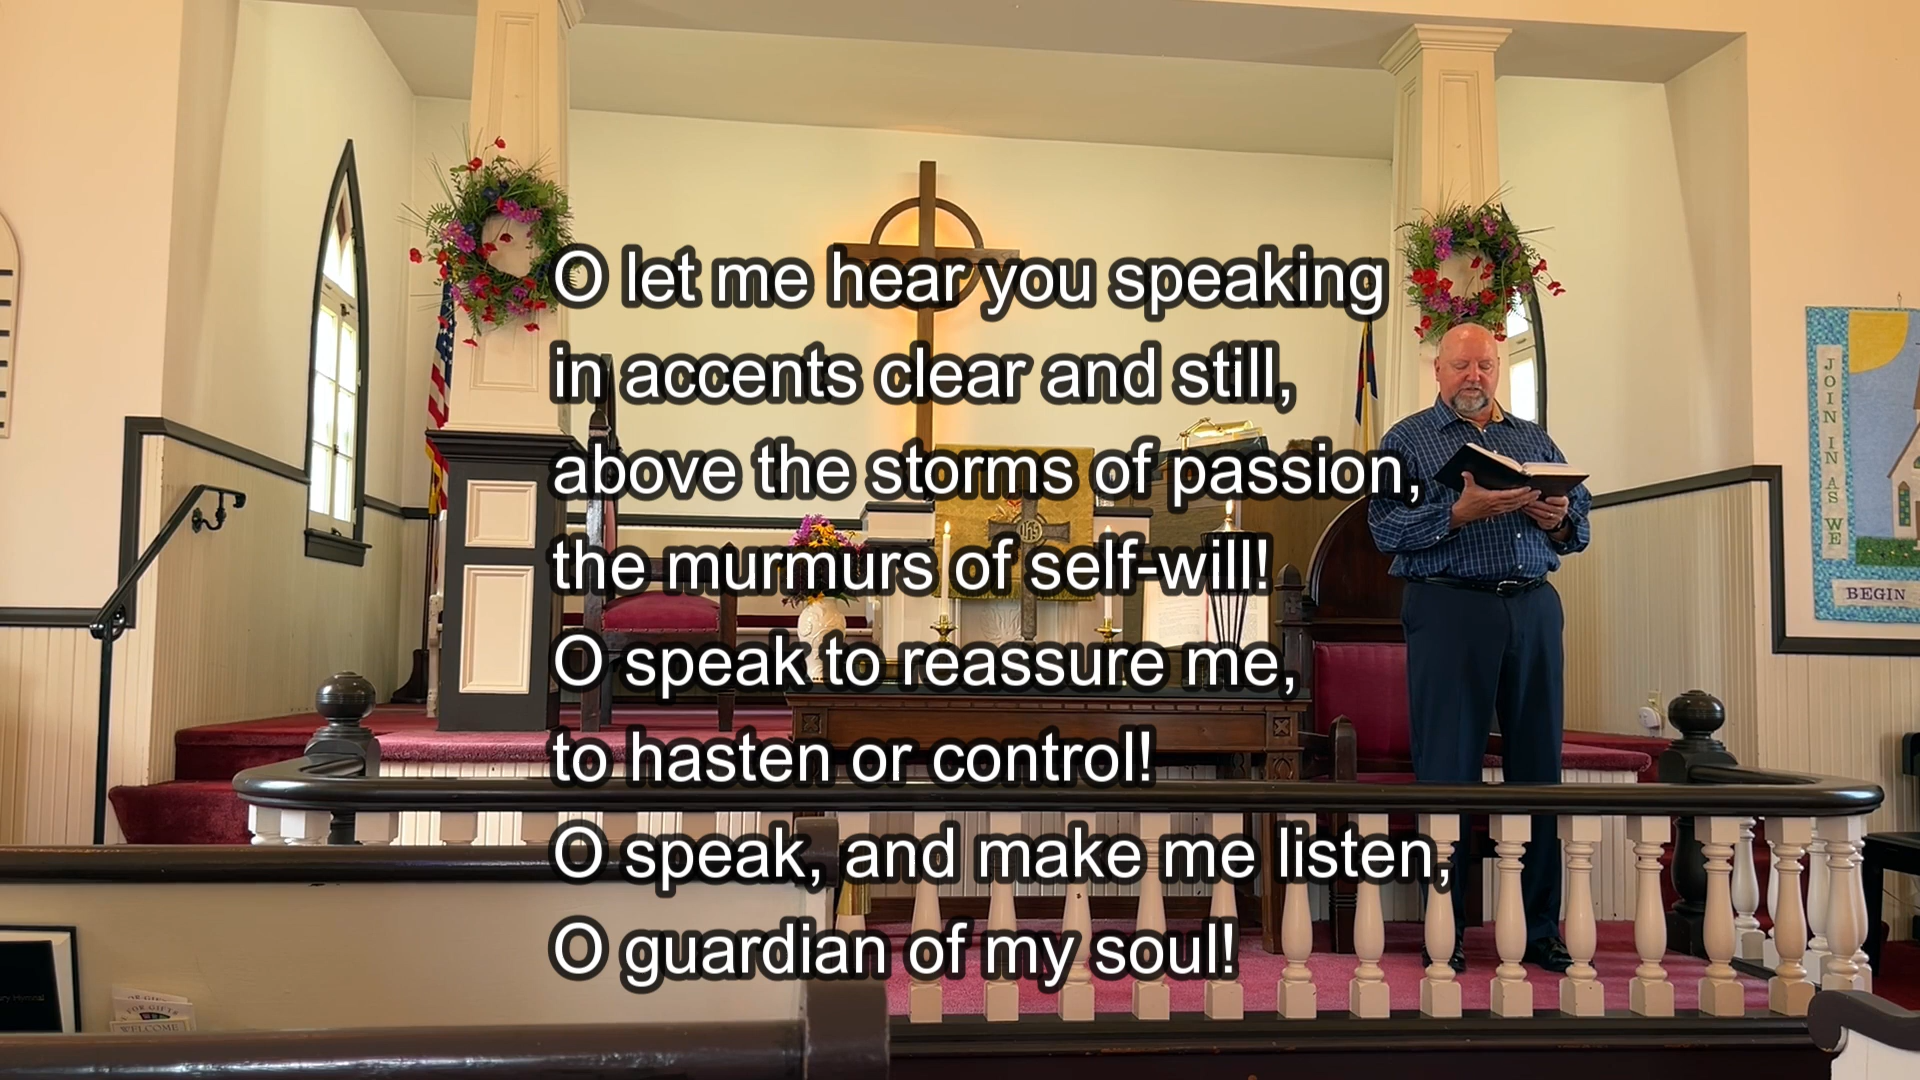 O let me hear you speaking
in accents clear and still,
above the storms of passion,
the murmurs of self-will!
O speak to reassure me,
to hasten or control!
O speak, and make me listen,
O guardian of my soul!
JOIN IN AS WE
BEGIN
IHS
WELCOME